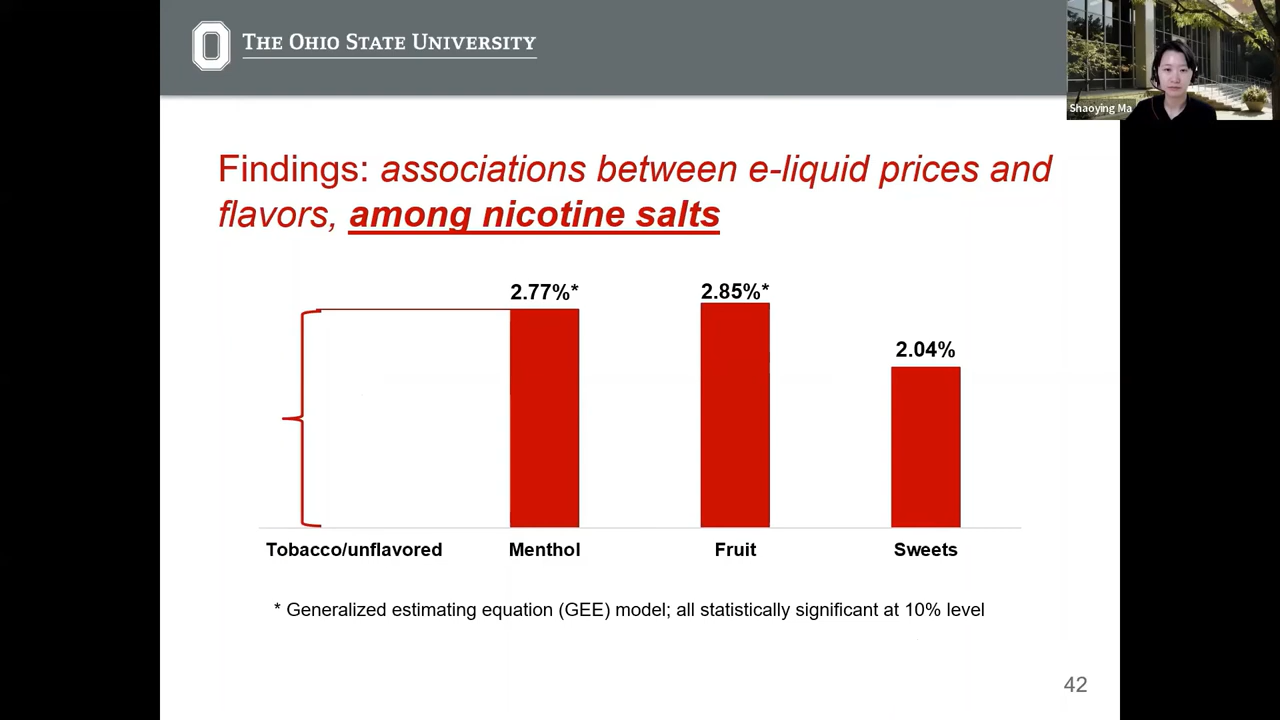 THE OHIO STATE UNIVERSITY
Shaoying Ma
Findings: associations between e-liquid prices and
flavors, among nicotine salts
2.77%*
2.85%*
2.04%
Tobacco/unflavored
Menthol
Fruit
Sweets
* Generalized estimating equation (GEE) model; all statistically significant at 10% level
42